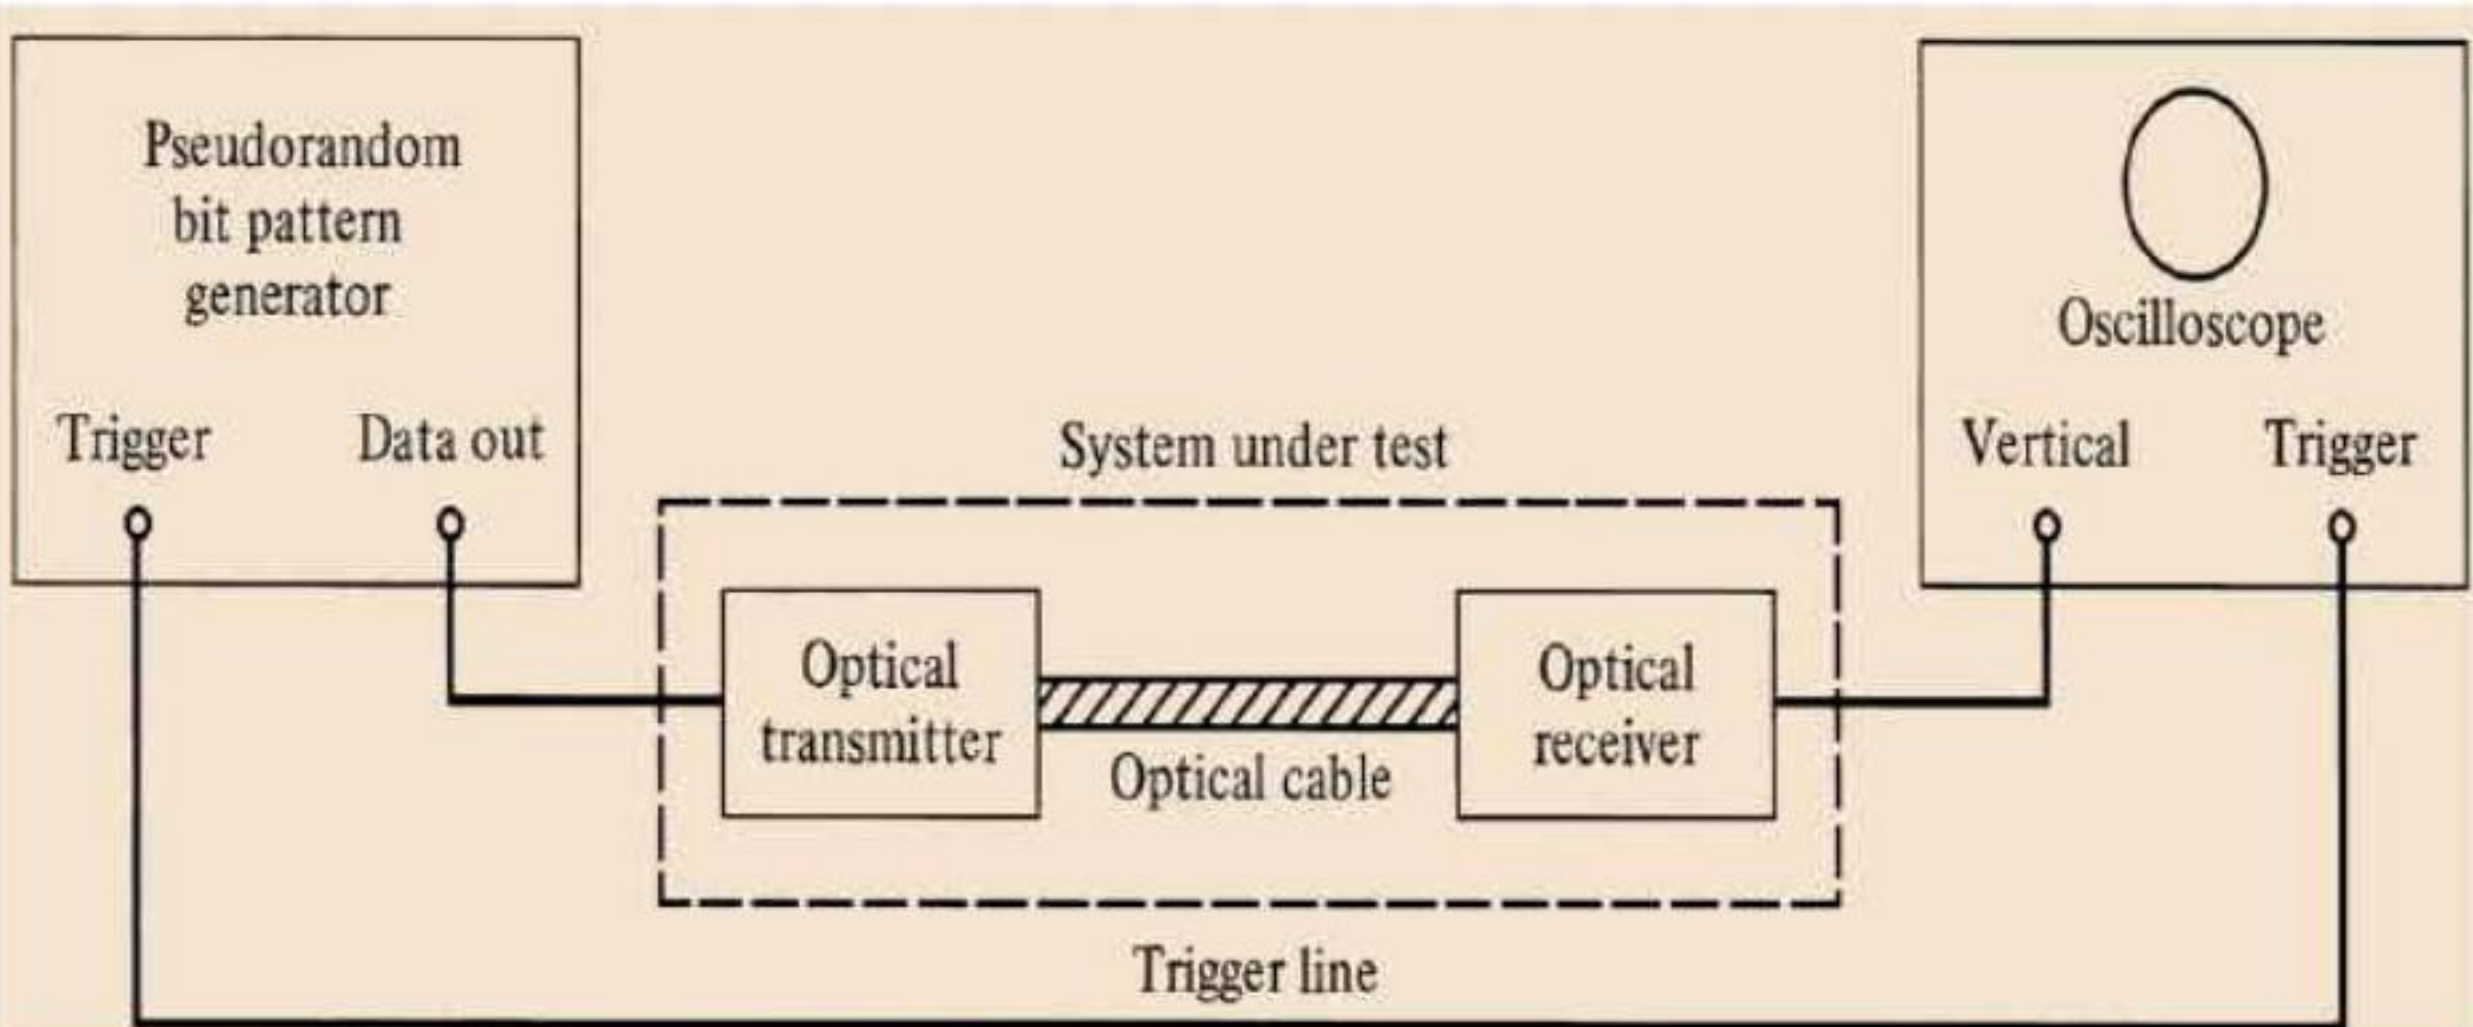 Pseudorandom
bit pattern
generator
Trigger
Data out
System under test
Optical
transmitter
Optical cable
Optical
receiver
Oscilloscope
Vertical
Trigger
Trigger line